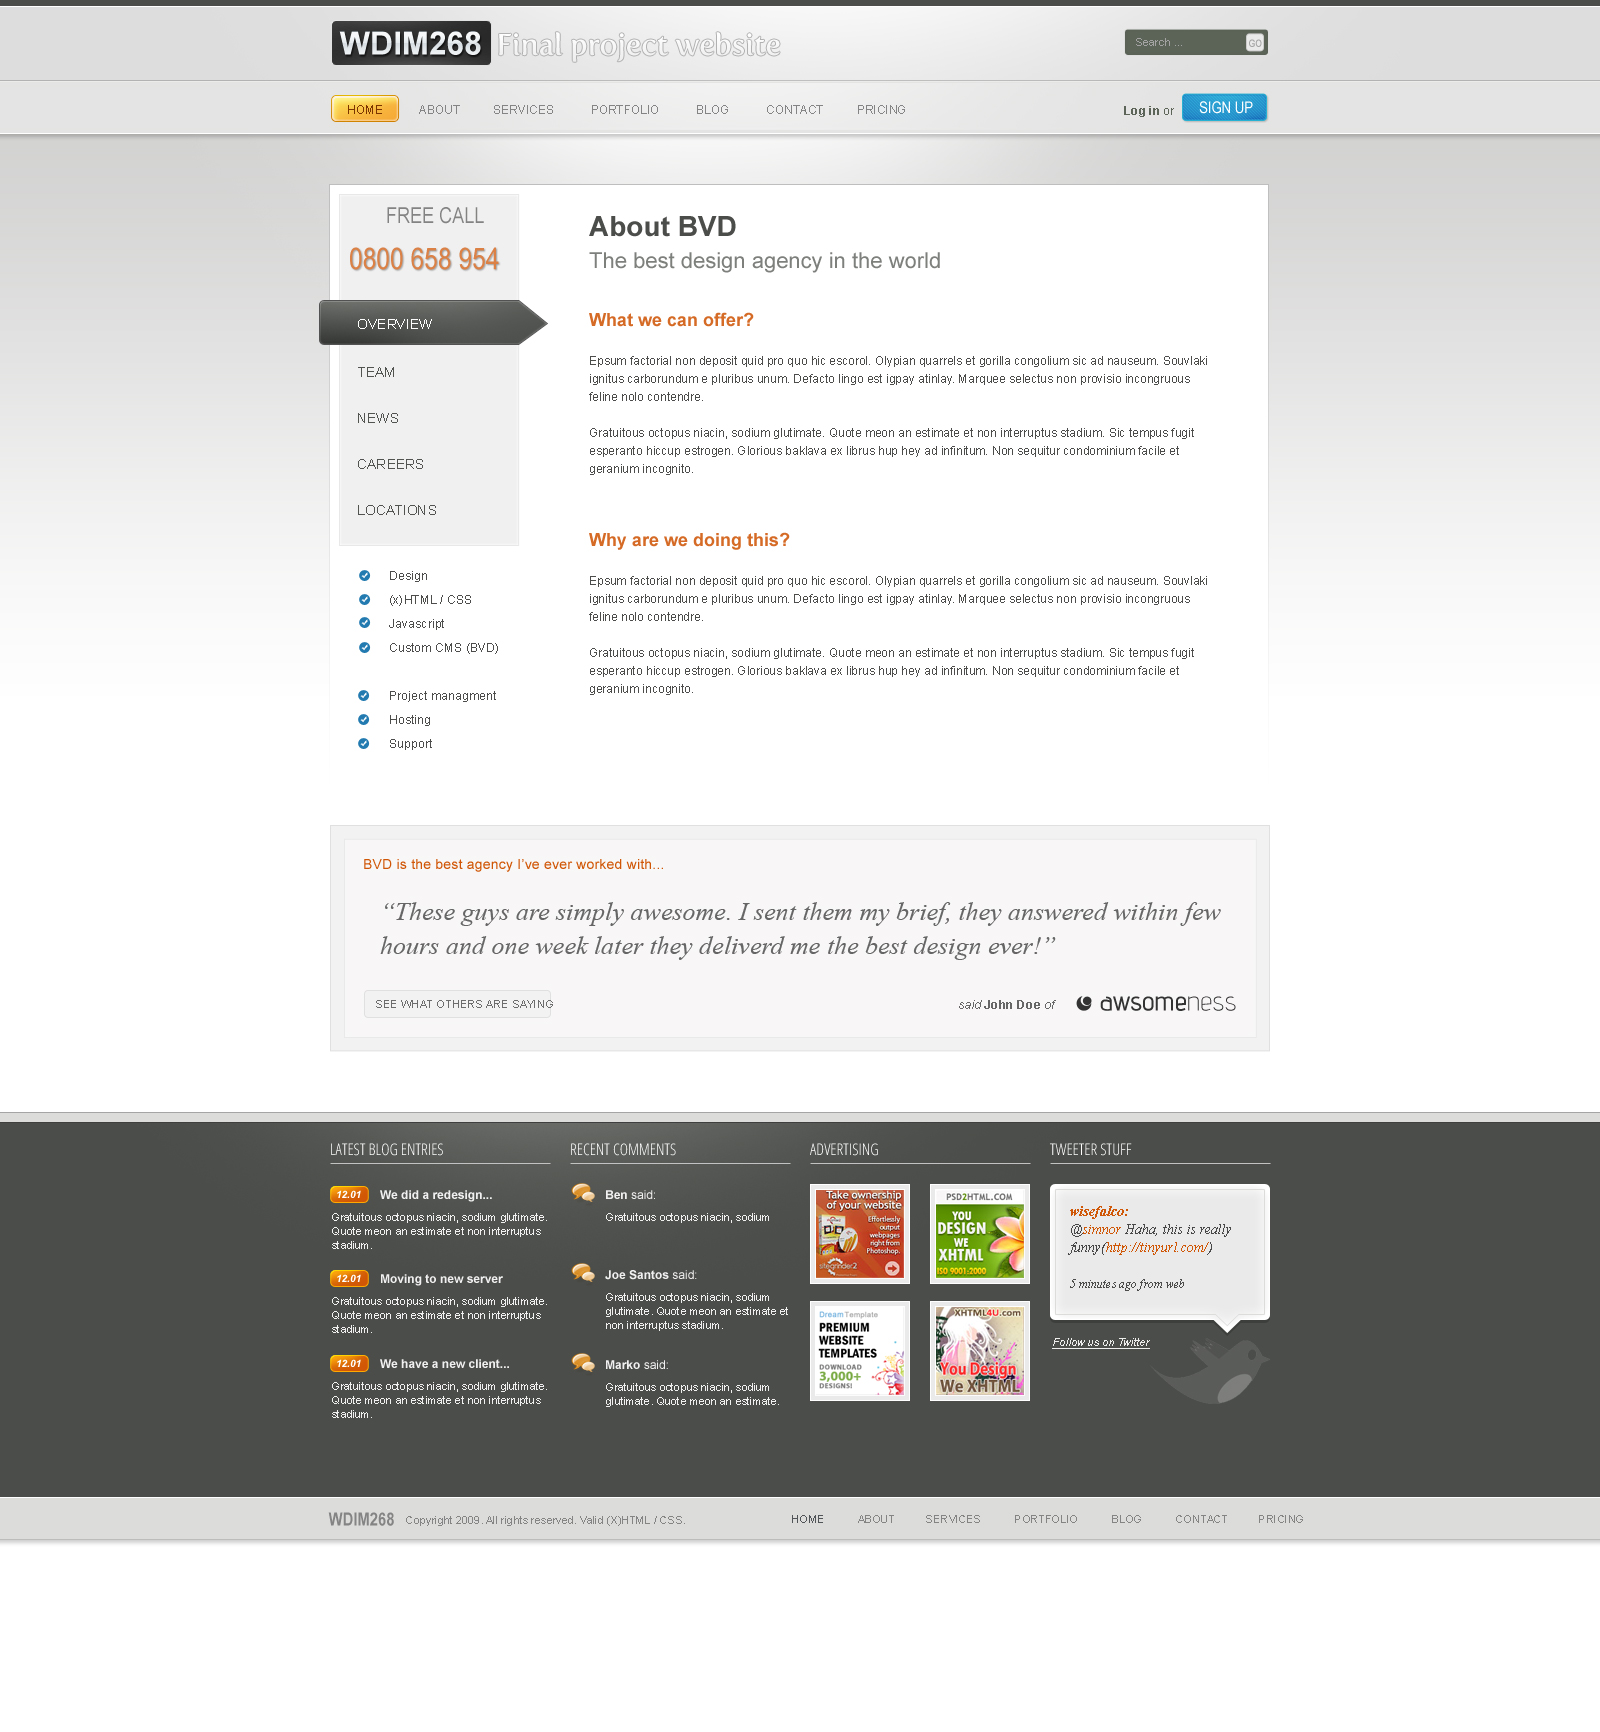 WDIM268 Final project website
Search ... GO
HOME ABOUT SERVICES PORTFOLIO BLOG CONTACT PRICING
Log in or SIGN UP
FREE CALL
0800 658 954
OVERVIEW
TEAM
NEWS
CAREERS
LOCATIONS
Design
(x)HTML / CSS
Javascript
Custom CMS (BVD)
Project managment
Hosting
Support
About BVD
The best design agency in the world
What we can offer?
Epsum factorial non deposit quid pro quo hic escorol. Olypian quarrels et gorilla congolium sic ad nauseum. Souvlaki
ignitus carborundum e pluribus unum. Defacto lingo est igpay atinlay. Marquee selectus non provisio incongruous
feline nolo contendre.
Gratuitous octopus niacin, sodium glutimate. Quote meon an estimate et non interruptus stadium. Sic tempus fugit
esperanto hiccup estrogen. Glorious baklava ex librus hup hey ad infinitum. Non sequitur condominium facile et
geranium incognito.
Why are we doing this?
Epsum factorial non deposit quid pro quo hic escorol. Olypian quarrels et gorilla congolium sic ad nauseum. Souvlaki
ignitus carborundum e pluribus unum. Defacto lingo est igpay atinlay. Marquee selectus non provisio incongruous
feline nolo contendre.
Gratuitous octopus niacin, sodium glutimate. Quote meon an estimate et non interruptus stadium. Sic tempus fugit
esperanto hiccup estrogen. Glorious baklava ex librus hup hey ad infinitum. Non sequitur condominium facile et
geranium incognito.
BVD is the best agency I've ever worked with...
“These guys are simply awesome. I sent them my brief, they answered within few
hours and one week later they deliverd me the best design ever!”
SEE WHAT OTHERS ARE SAYING
said John Doe of awsomeness
LATEST BLOG ENTRIES
12.01 We did a redesign...
Gratuitous octopus niacin, sodium glutimate.
Quote meon an estimate et non interruptus
stadium.
12.01 Moving to new server
Gratuitous octopus niacin, sodium glutimate.
Quote meon an estimate et non interruptus
stadium.
12.01 We have a new client...
Gratuitous octopus niacin, sodium glutimate.
Quote meon an estimate et non interruptus
stadium.
RECENT COMMENTS
Ben said:
Gratuitous octopus niacin, sodium
Joe Santos said:
Gratuitous octopus niacin, sodium
glutimate. Quote meon an estimate et
non interruptus stadium.
Marko said:
Gratuitous octopus niacin, sodium
glutimate. Quote meon an estimate.
ADVERTISING
Take ownership
of your website
Effortlessly
output
webpages
right from
Photoshop.
sitegrinder2
PSD2HTML.COM
YOU
DESIGN
WE
XHTML
ISO 9001:2000
DreamTemplate
PREMIUM
WEBSITE
TEMPLATES
DOWNLOAD
3,000+
DESIGNS!
XHTML4U.com
You Design
We XHTML
TWEETER STUFF
wisefalco:
@simnor Haha, this is really
funny(http://tinyurl.com/)
5 minutes ago from web
Follow us on Twitter
WDIM268 Copyright 2009. All rights reserved. Valid (X)HTML / CSS.
HOME ABOUT SERVICES PORTFOLIO BLOG CONTACT PRICING